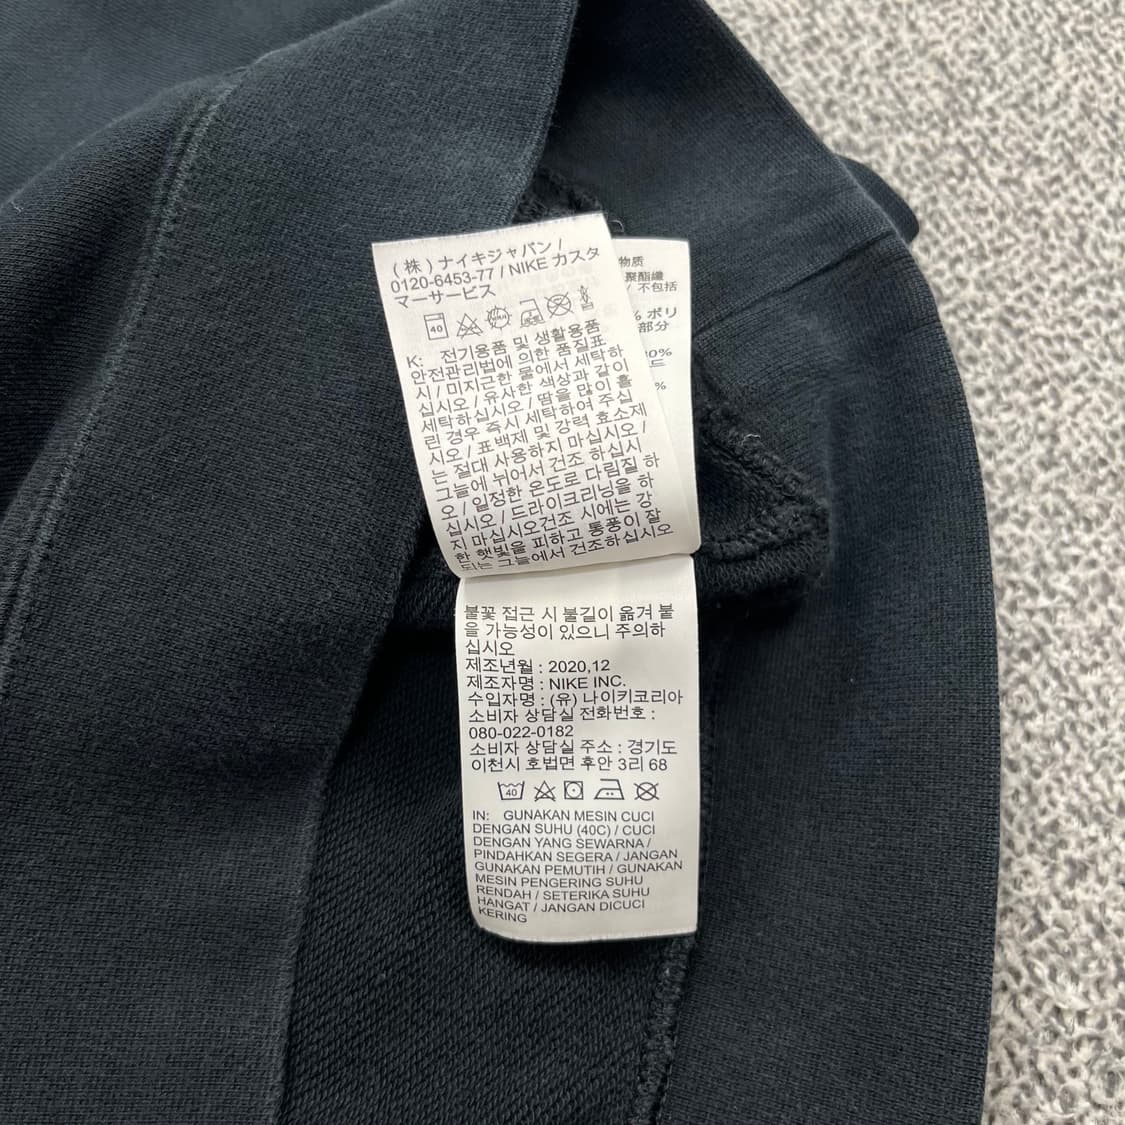 (株)ナイキジャパン/
0120-6453-77 / NIKE カスタ
マーサービス
40
K: 전기용품 및 생활용품
안전관리법에 의한 품질표
시 / 미지근한 물에서 세탁하
십시오 / 유사한 색상과 같이
세탁하십시오 / 땀을 많이 흘
린 경우 즉시 세탁하여 주십
시오 / 표백제 및 강력 효소제
는 절대 사용하지 마십시오 /
그늘에 뉘어서 건조 하십시
오 / 일정한 온도로 다림질 하
십시오 / 드라이크리닝을 하
지 마십시오건조 시에는 강
한 햇빛을 피하고 통풍이 잘
되는 그늘에서 건조하십시오
物质
聚酯纖
/ 不包括
% ポリ
部分
%
불꽃 접근 시 불길이 옮겨 붙
을 가능성이 있으니 주의하
십시오
제조년월 : 2020,12
제조자명 : NIKE INC.
수입자명 : (유) 나이키코리아
소비자 상담실 전화번호 :
080-022-0182
소비자 상담실 주소 : 경기도
이천시 호법면 후안 3리 68
40
IN: GUNAKAN MESIN CUCI
DENGAN SUHU (40C) / CUCI
DENGAN YANG SEWARNA /
PINDAHKAN SEGERA / JANGAN
GUNAKAN PEMUTIH / GUNAKAN
MESIN PENGERING SUHU
RENDAH / SETERIKA SUHU
HANGAT / JANGAN DICUCI
KERING